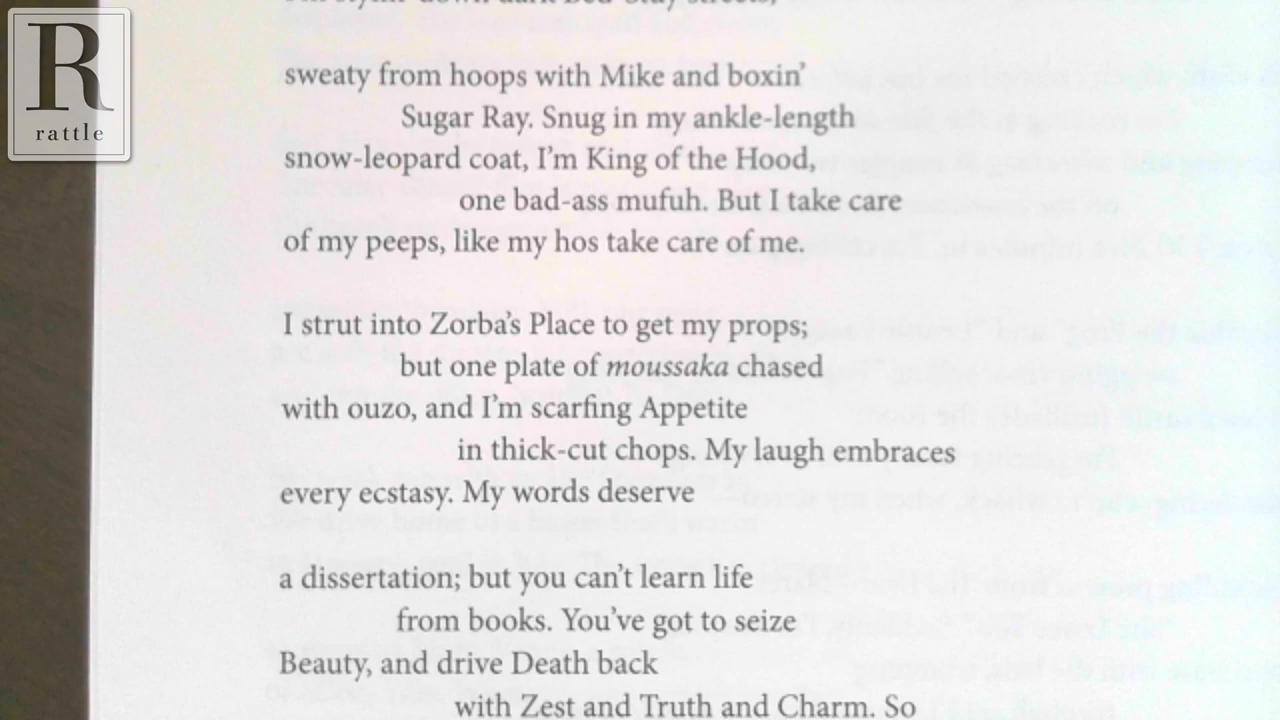 R
rattle
sweaty from hoops with Mike and boxin'
Sugar Ray. Snug in my ankle-length
snow-leopard coat, I'm King of the Hood,
one bad-ass mufuh. But I take care
of my peeps, like my hos take care of me.
I strut into Zorba's Place to get my props;
but one plate of moussaka chased
with ouzo, and I'm scarfing Appetite
in thick-cut chops. My laugh embraces
every ecstasy. My words deserve
a dissertation; but you can't learn life
from books. You've got to seize
Beauty, and drive Death back
with Zest and Truth and Charm. So